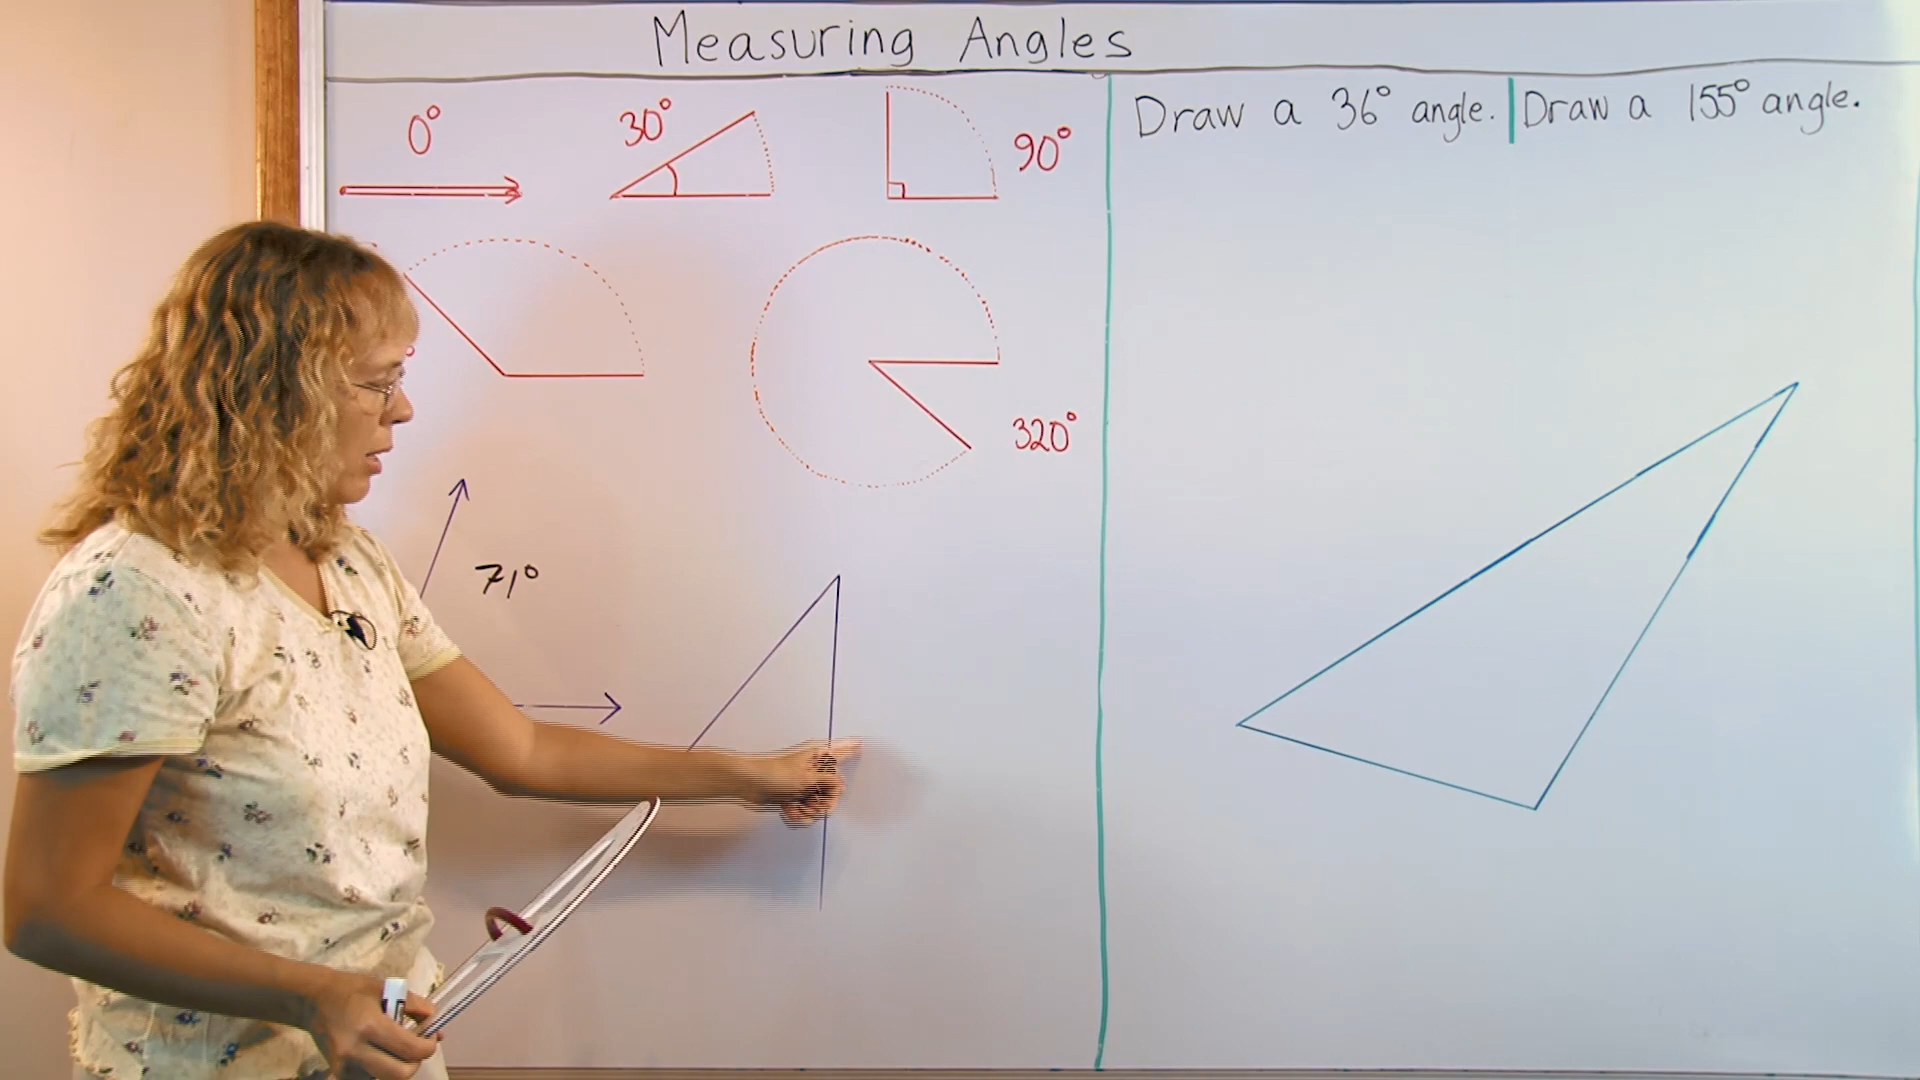 Measuring Angles
0°
30°
90°
Draw a 36° angle.
Draw a 155° angle.
320°
71°